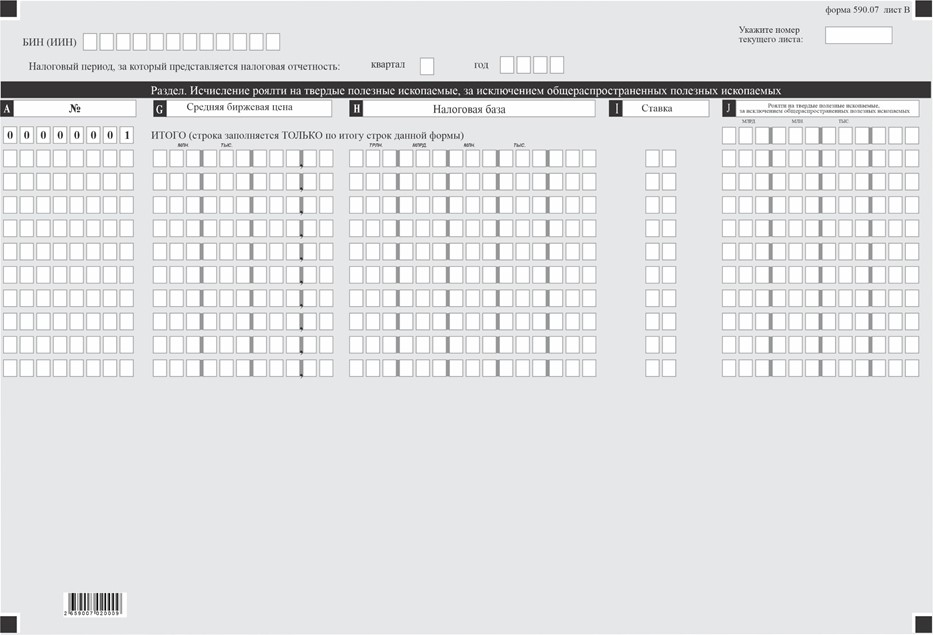 форма 590.07 лист В
Укажите номер
текущего листа:
БИН (ИИН)
Налоговый период, за который представляется налоговая отчетность: квартал год
Раздел. Исчисление роялти на твердые полезные ископаемые, за исключением общераспространенных полезных ископаемых
A № G Средняя биржевая цена H Налоговая база I Ставка J Роялти на твердые полезные ископаемые,
за исключением общераспространенных полезных ископаемых
МЛРД МЛН ТЫС
0 0 0 0 0 0 0 1 ИТОГО (строка заполняется ТОЛЬКО по итогу строк данной формы)
МЛН. ТЫС. ТРЛН. МЛРД. МЛН. ТЫС.
2 699007 020009